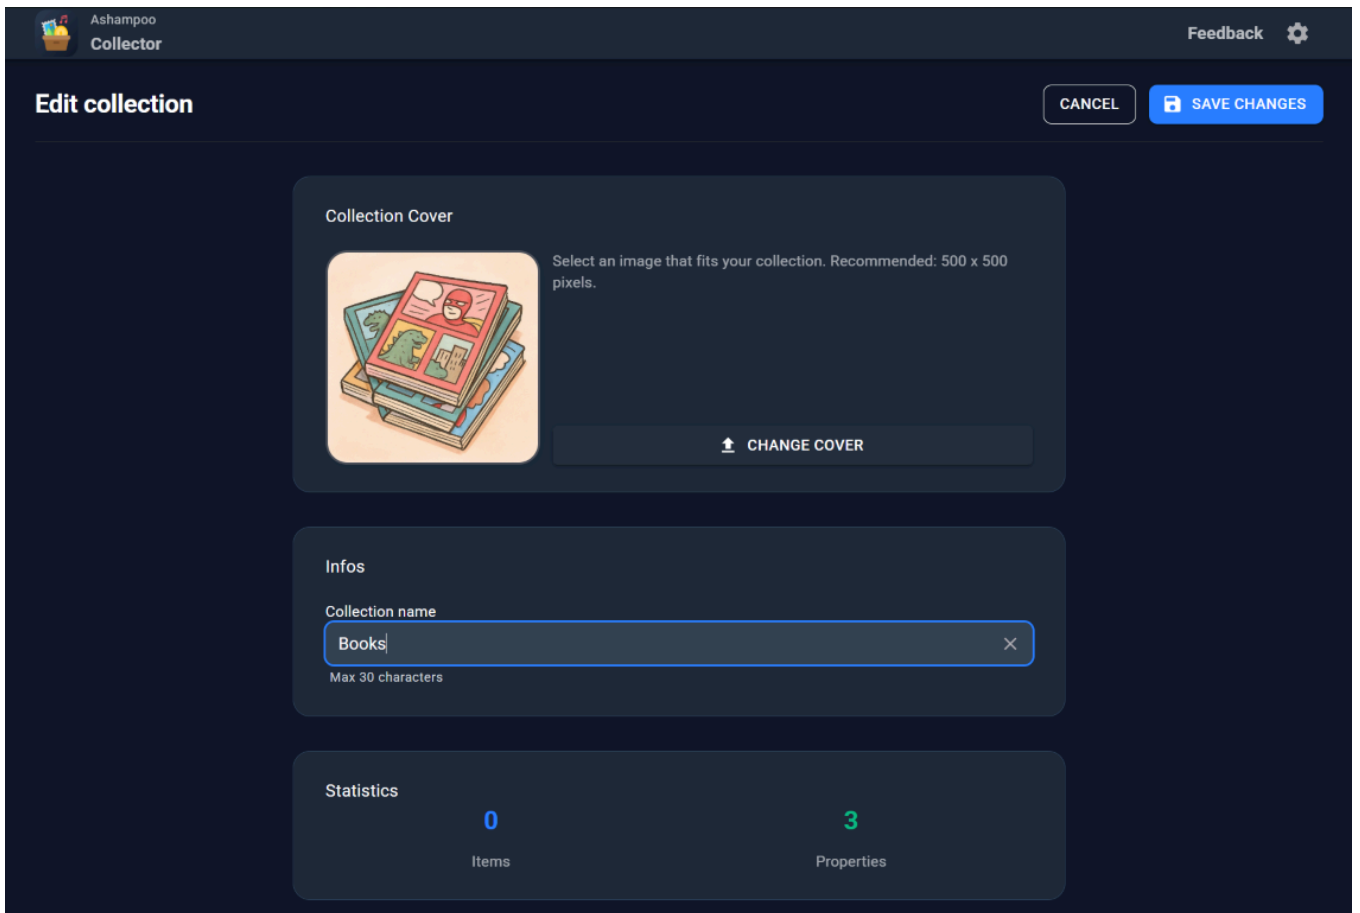 Ashampoo
Collector
Feedback
Edit collection
CANCEL
SAVE CHANGES
Collection Cover
Select an image that fits your collection. Recommended: 500 x 500
pixels.
CHANGE COVER
Infos
Collection name
Books
Max 30 characters
Statistics
0
3
Items
Properties